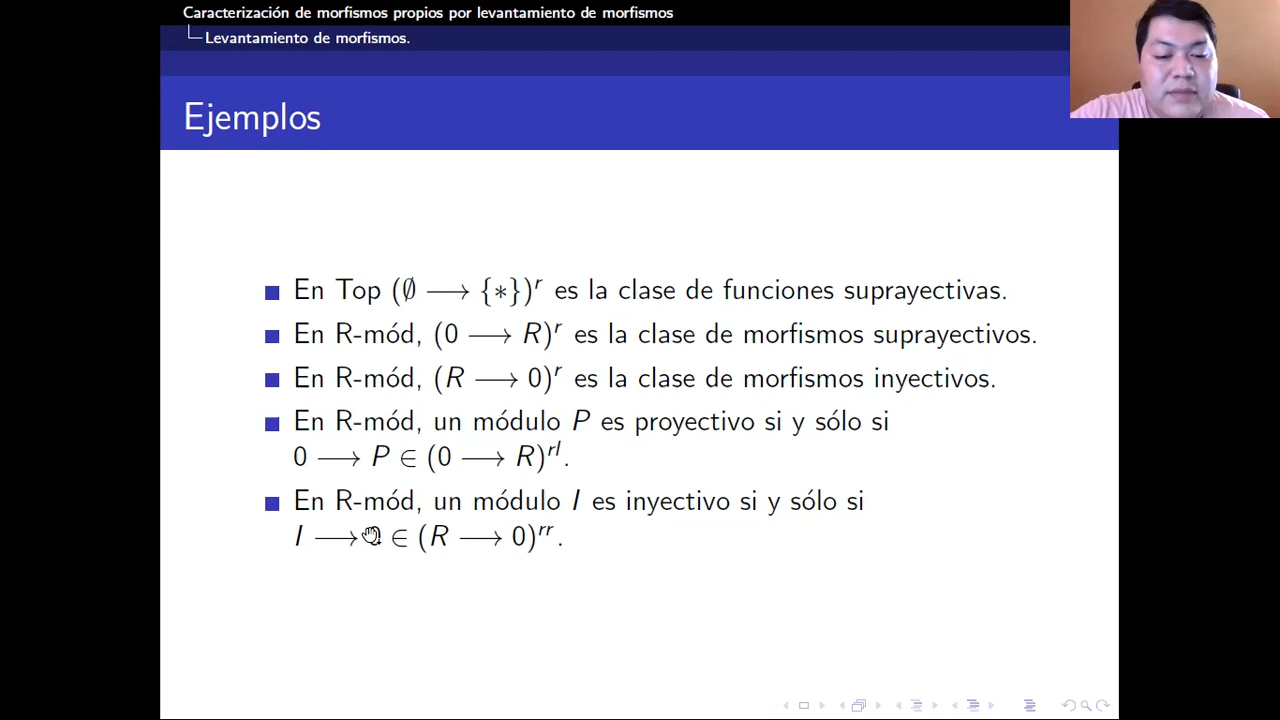 Caracterización de morfismos propios por levantamiento de morfismos
Levantamiento de morfismos.
Ejemplos
En Top (∅ ⟶ {∗})^r es la clase de funciones suprayectivas.
En R-mód, (0 ⟶ R)^r es la clase de morfismos suprayectivos.
En R-mód, (R ⟶ 0)^r es la clase de morfismos inyectivos.
En R-mód, un módulo P es proyectivo si y sólo si
0 ⟶ P ∈ (0 ⟶ R)^{rl}.
En R-mód, un módulo I es inyectivo si y sólo si
I ⟶ 0 ∈ (R ⟶ 0)^{rr}.